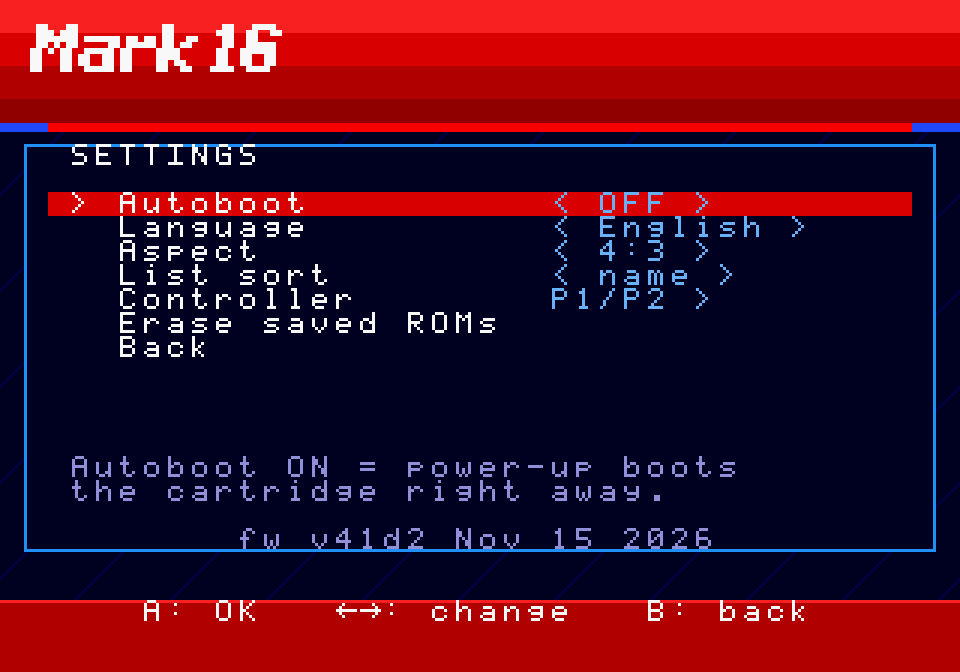 Mark 16
SETTINGS
> Autoboot < OFF >
Language < English >
Aspect < 4:3 >
List sort < name >
Controller P1/P2 >
Erase saved ROMs
Back
Autoboot ON = power-up boots
the cartridge right away.
fw v41d2 Nov 15 2026
A: OK ←→: change B: back